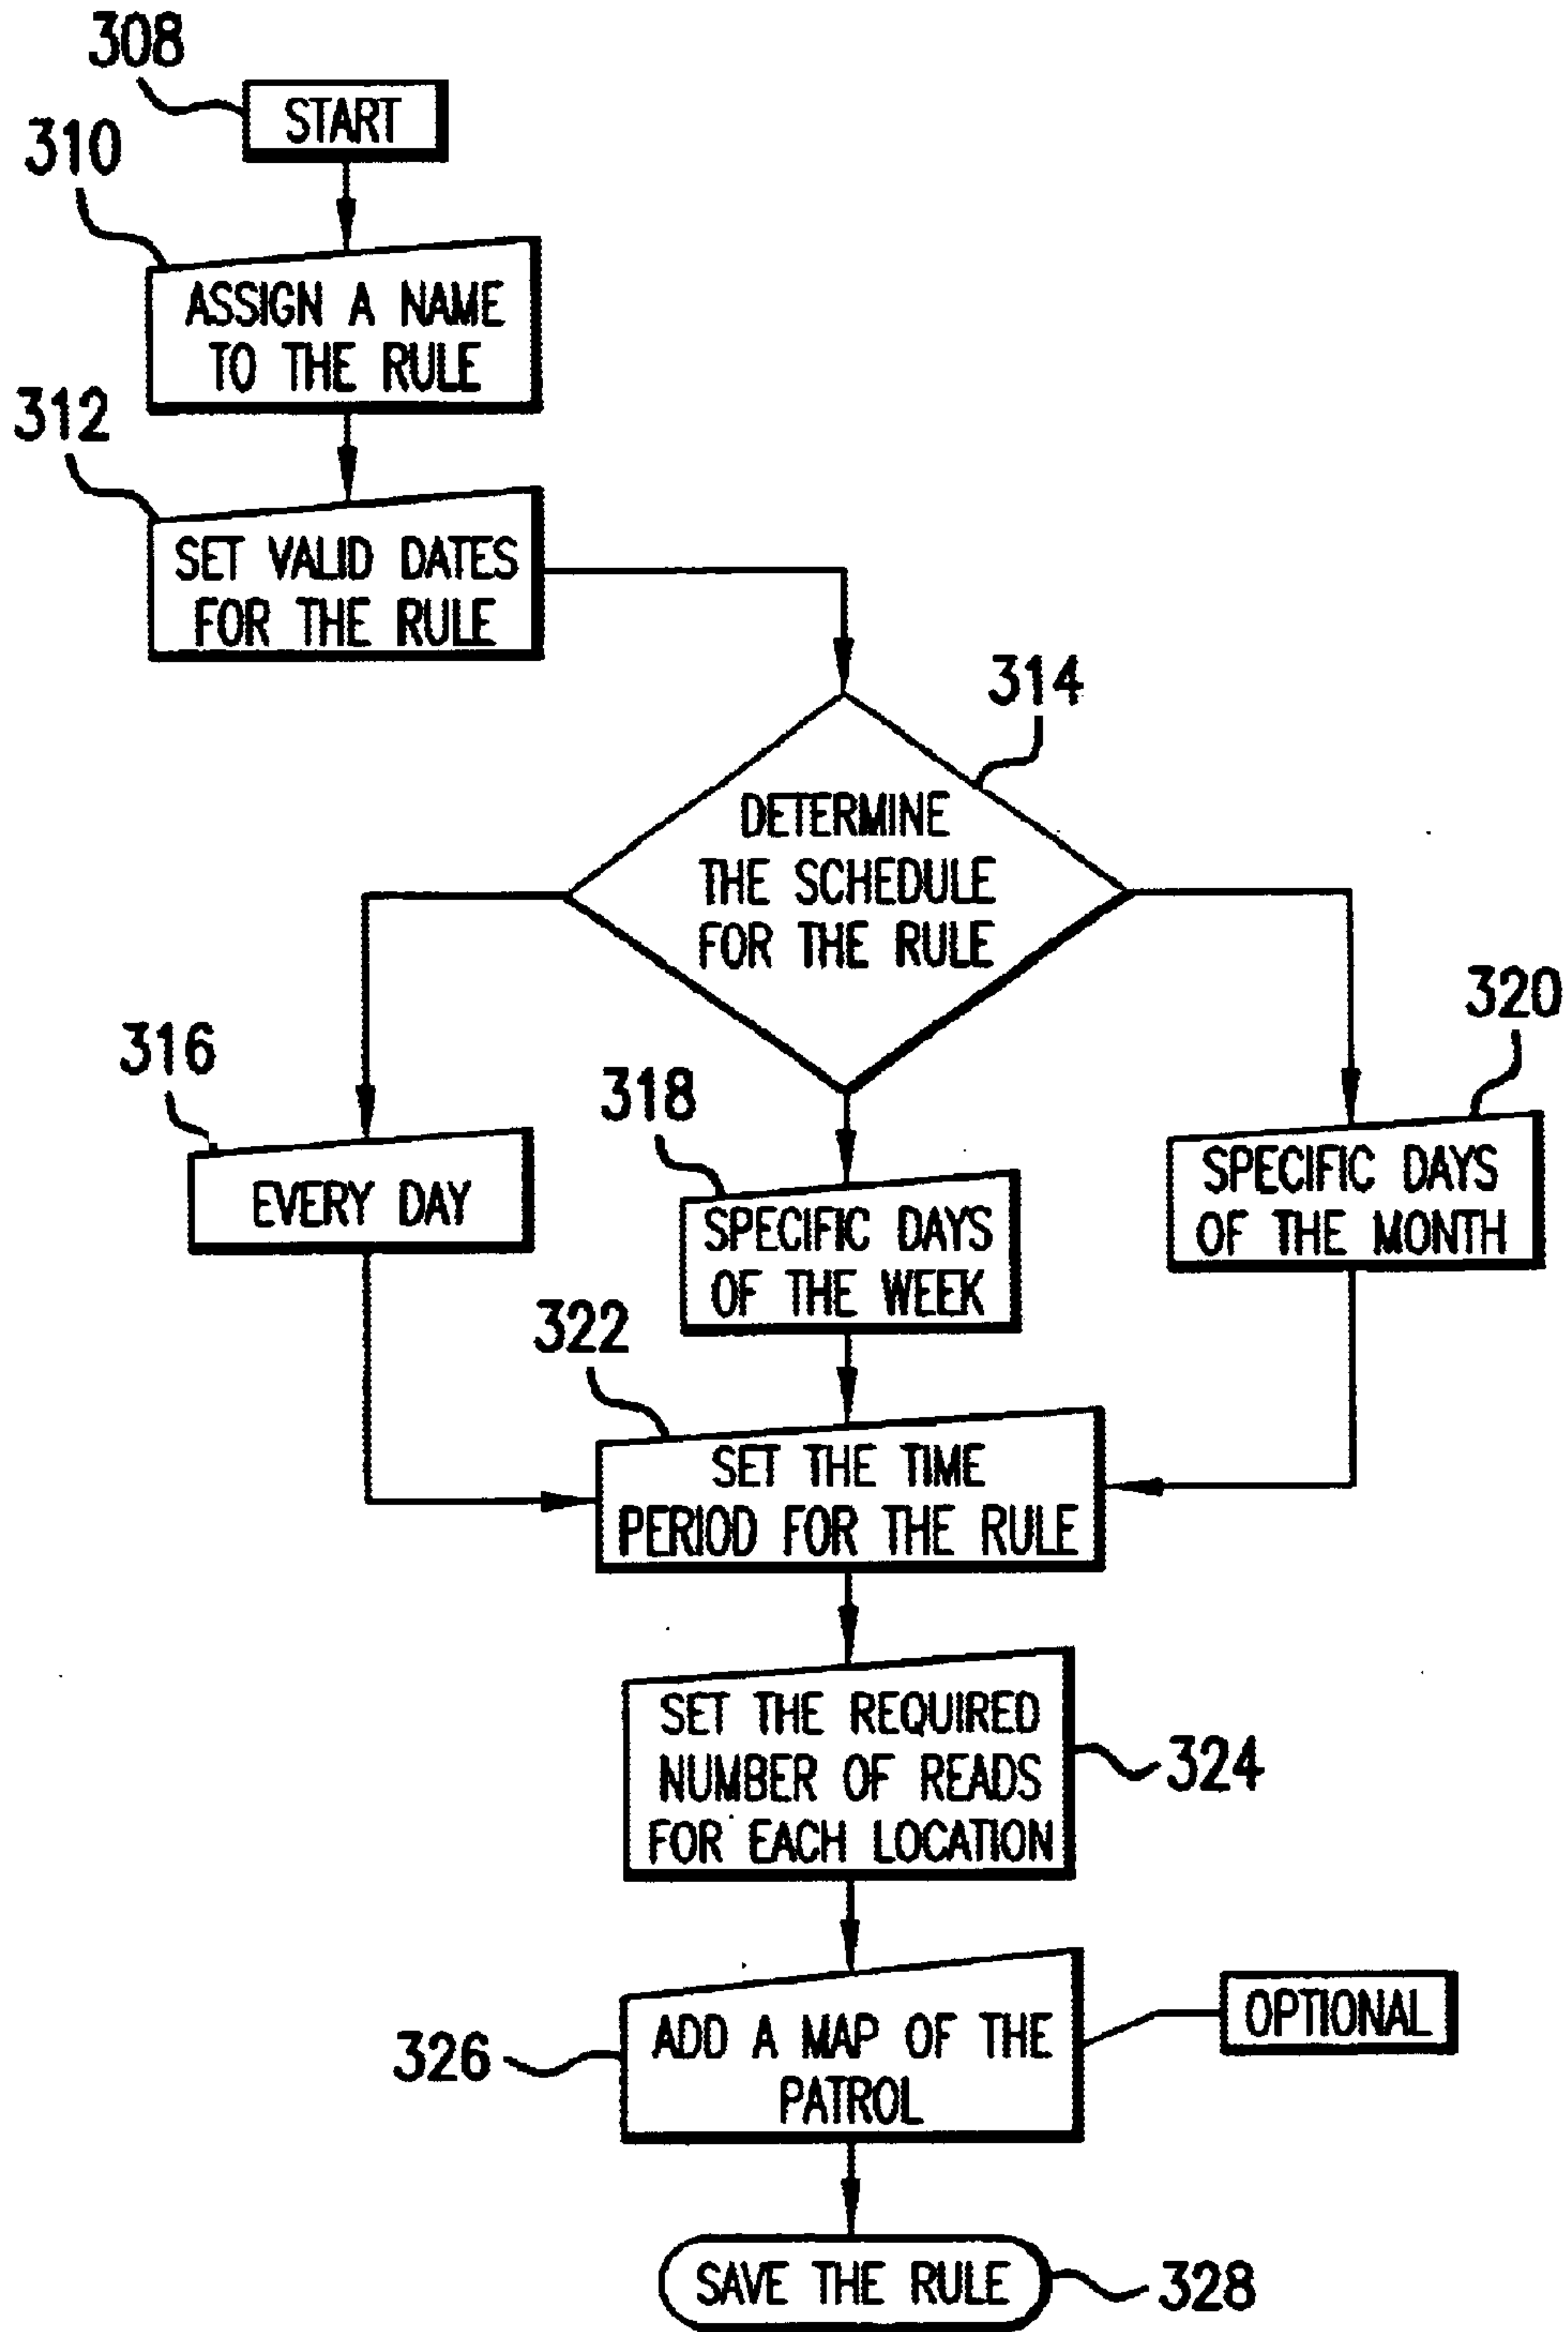 308
START
310
ASSIGN A NAME
TO THE RULE
312
SET VALID DATES
FOR THE RULE
314
DETERMINE
THE SCHEDULE
FOR THE RULE
316
EVERY DAY
318
SPECIFIC DAYS
OF THE WEEK
320
SPECIFIC DAYS
OF THE MONTH
322
SET THE TIME
PERIOD FOR THE RULE
SET THE REQUIRED
NUMBER OF READS
FOR EACH LOCATION
324
326
ADD A MAP OF THE
PATROL
OPTIONAL
SAVE THE RULE
328